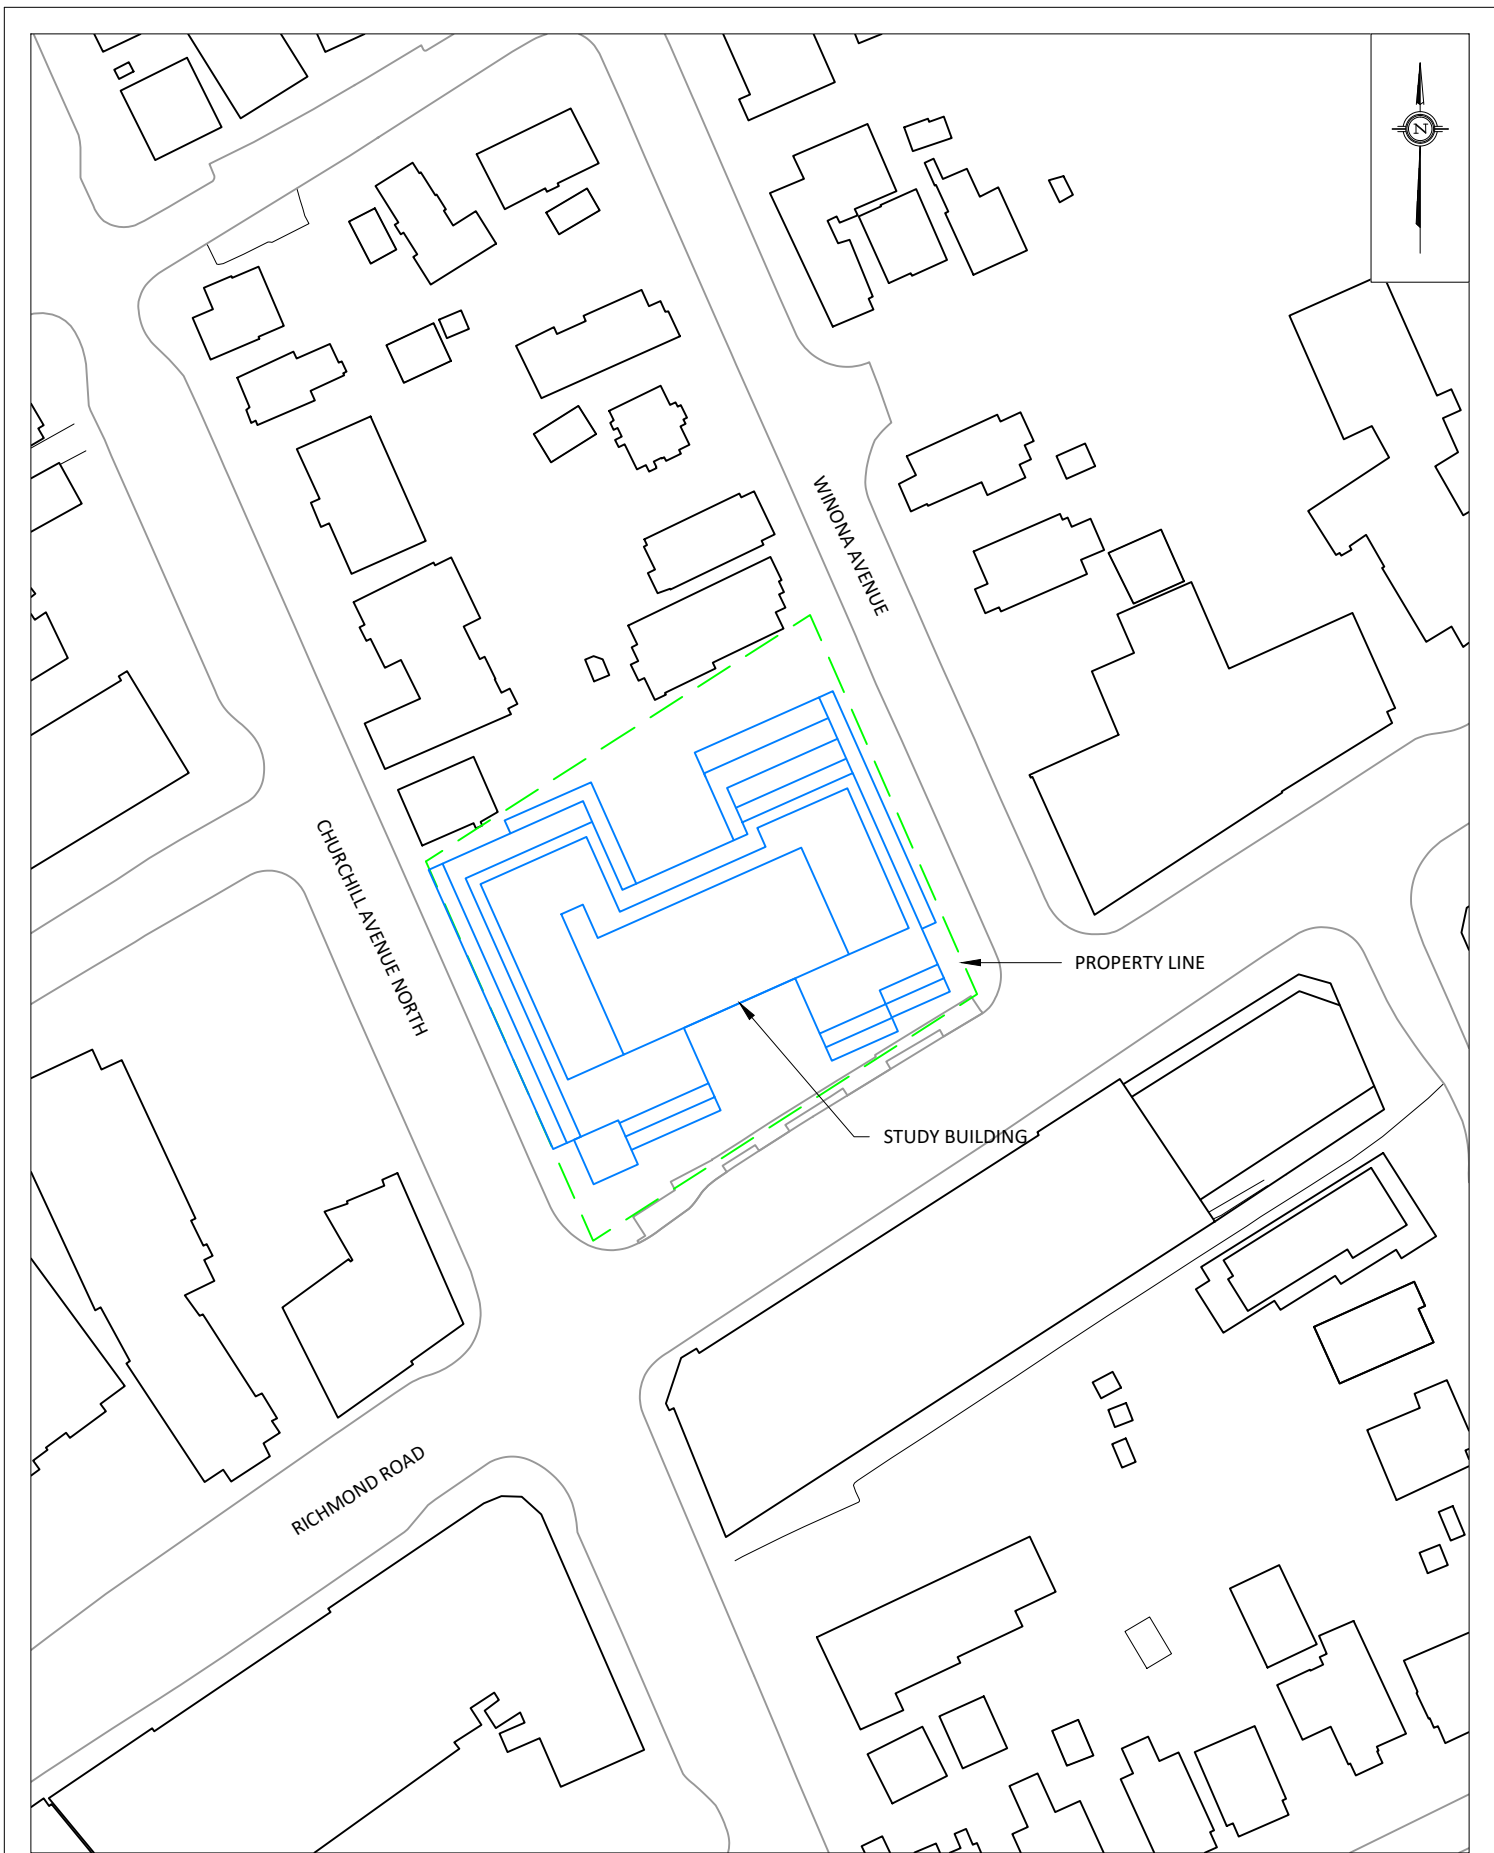 N
WINONA AVENUE
CHURCHILL AVENUE NORTH
PROPERTY LINE
STUDY BUILDING
RICHMOND ROAD